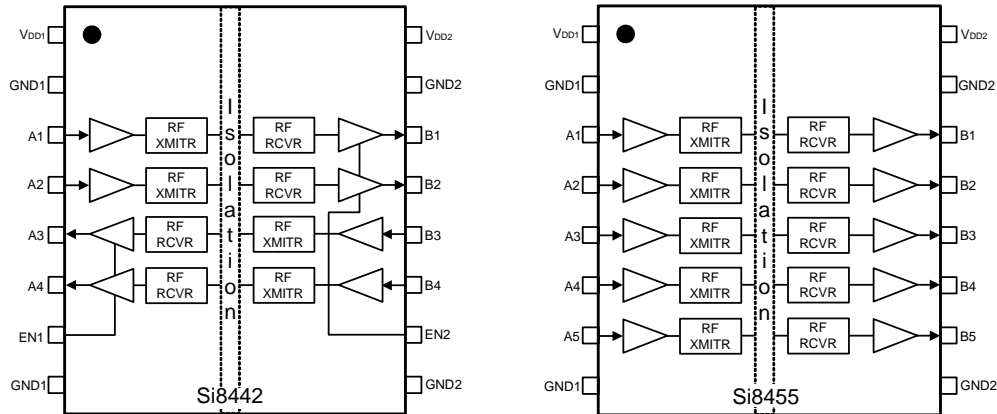 VDD1
VDD2
GND1
GND2
A1
RF
XMITR
RF
RCVR
B1
A2
RF
XMITR
RF
RCVR
B2
A3
RF
RCVR
RF
XMITR
B3
A4
RF
RCVR
RF
XMITR
B4
EN1
EN2
GND1
GND2
Isolation
Si8442
VDD1
VDD2
GND1
GND2
A1
RF
XMITR
RF
RCVR
B1
A2
RF
XMITR
RF
RCVR
B2
A3
RF
XMITR
RF
RCVR
B3
A4
RF
XMITR
RF
RCVR
B4
A5
RF
XMITR
RF
RCVR
B5
GND1
GND2
Isolation
Si8455